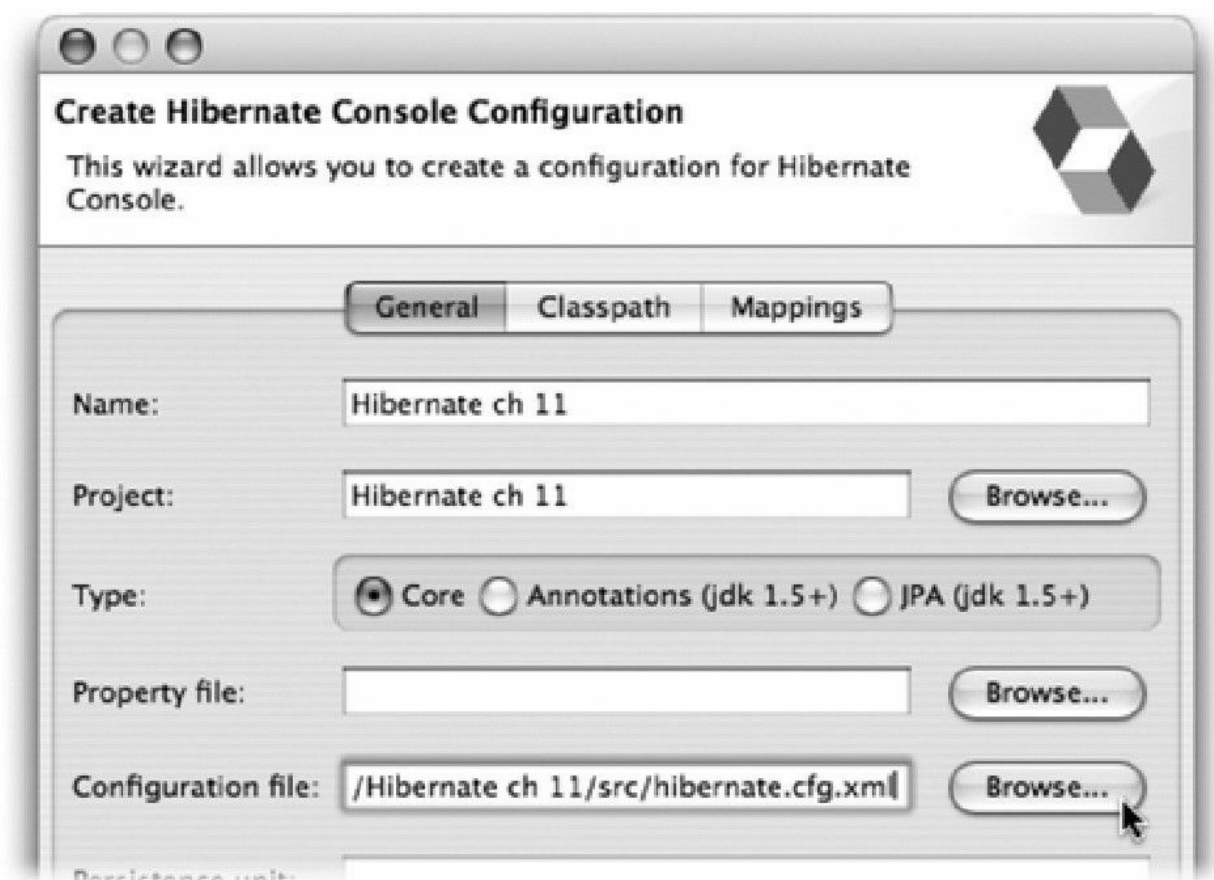 Create Hibernate Console Configuration
This wizard allows you to create a configuration for Hibernate
Console.
General Classpath Mappings
Name: Hibernate ch 11
Project: Hibernate ch 11 Browse...
Type: Core Annotations (jdk 1.5+) JPA (jdk 1.5+)
Property file: Browse...
Configuration file: /Hibernate ch 11/src/hibernate.cfg.xml Browse...
Persistence unit: